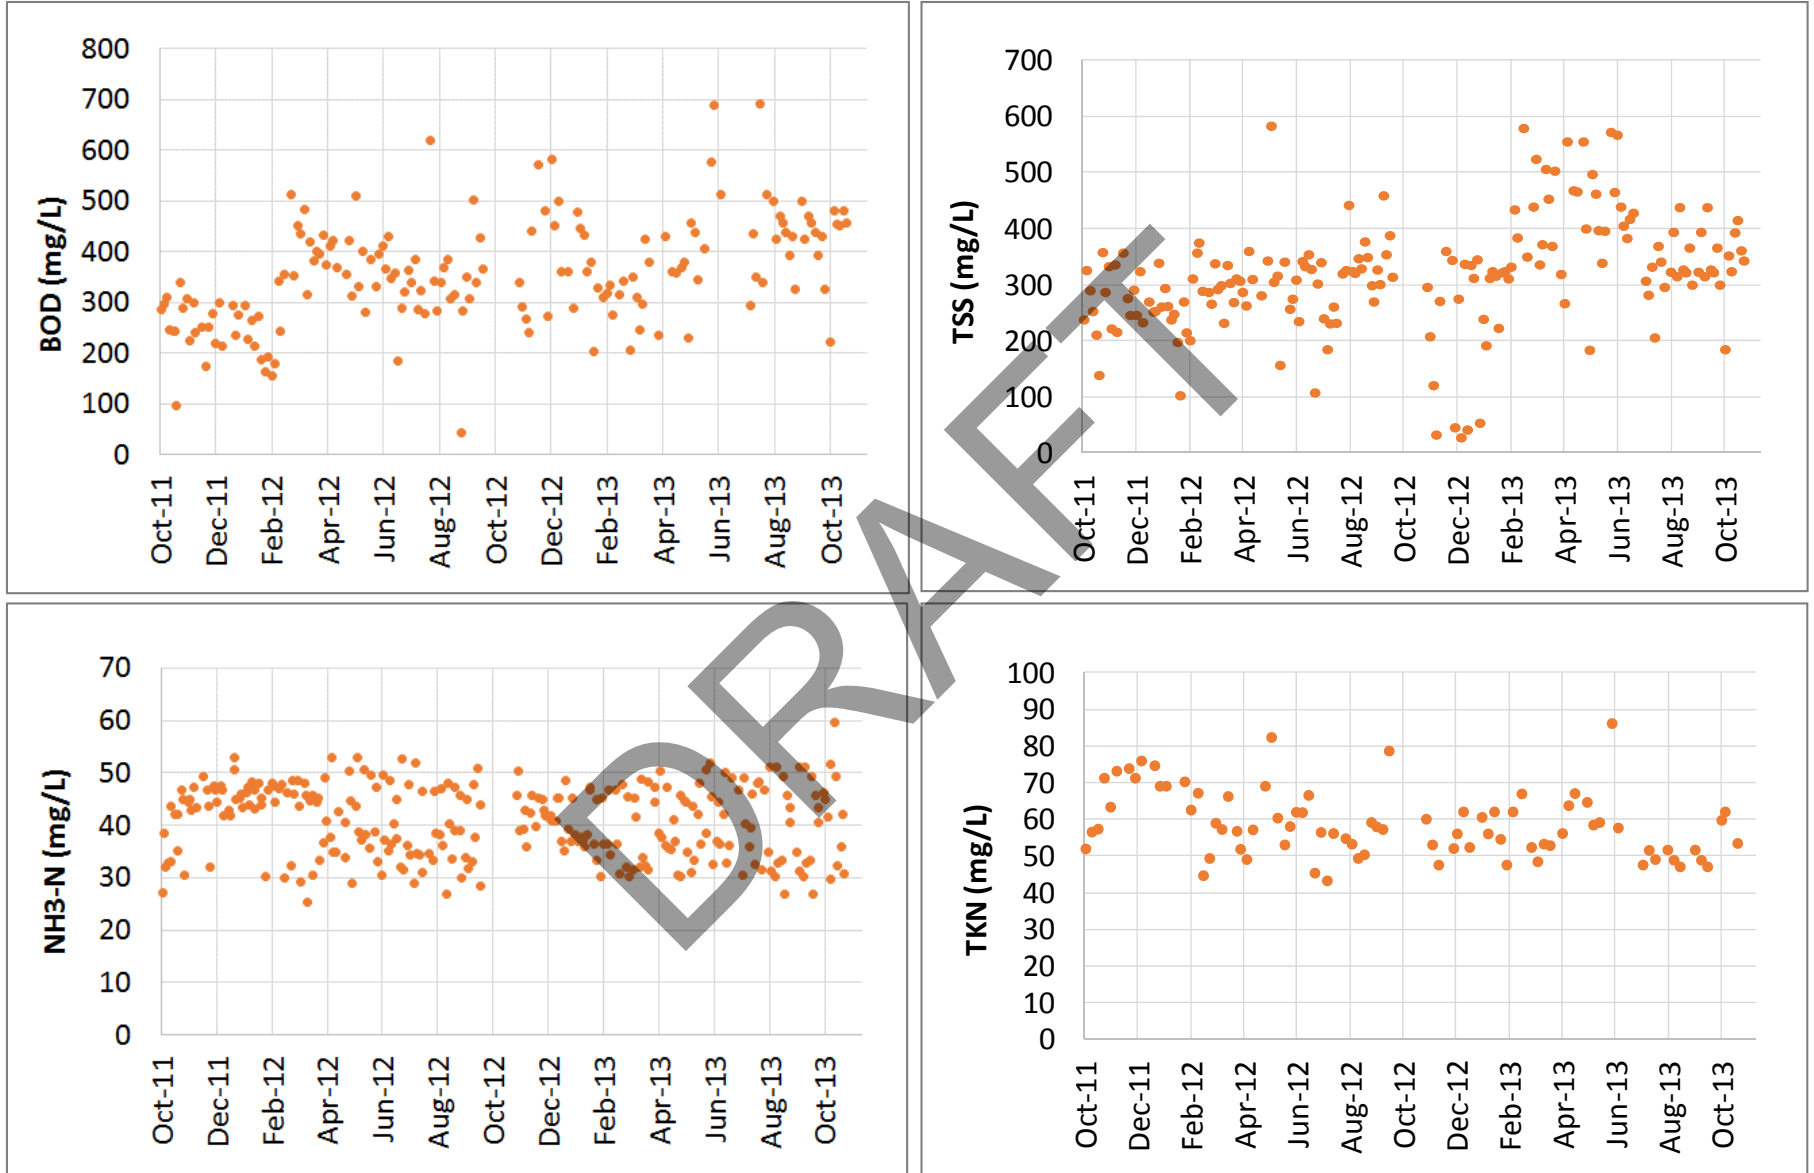 BOD (mg/L)
800
700
600
500
400
300
200
100
0
Oct-11
Dec-11
Feb-12
Apr-12
Jun-12
Aug-12
Oct-12
Dec-12
Feb-13
Apr-13
Jun-13
Aug-13
Oct-13
TSS (mg/L)
700
600
500
400
300
200
100
0
Oct-11
Dec-11
Feb-12
Apr-12
Jun-12
Aug-12
Oct-12
Dec-12
Feb-13
Apr-13
Jun-13
Aug-13
Oct-13
DRAFT
NH3-N (mg/L)
70
60
50
40
30
20
10
0
Oct-11
Dec-11
Feb-12
Apr-12
Jun-12
Aug-12
Oct-12
Dec-12
Feb-13
Apr-13
Jun-13
Aug-13
Oct-13
TKN (mg/L)
100
90
80
70
60
50
40
30
20
10
0
Oct-11
Dec-11
Feb-12
Apr-12
Jun-12
Aug-12
Oct-12
Dec-12
Feb-13
Apr-13
Jun-13
Aug-13
Oct-13